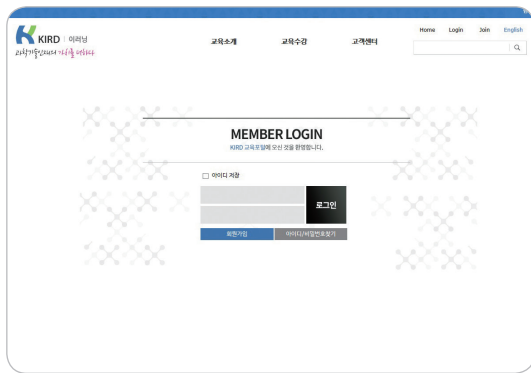 Home Login Join English
KIRD 이러닝
과학기술인재의 가치를 더하다
교육소개 교육수강 고객센터
MEMBER LOGIN
KIRD 교육포털에 오신 것을 환영합니다.
아이디 저장
로그인
회원가입 아이디/비밀번호찾기